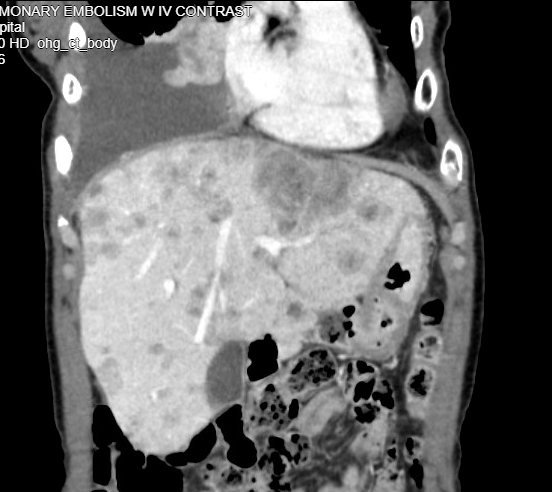 MONARY EMBOLISM W IV CONTRAST
pital
0 HD ohg_ct_body
6